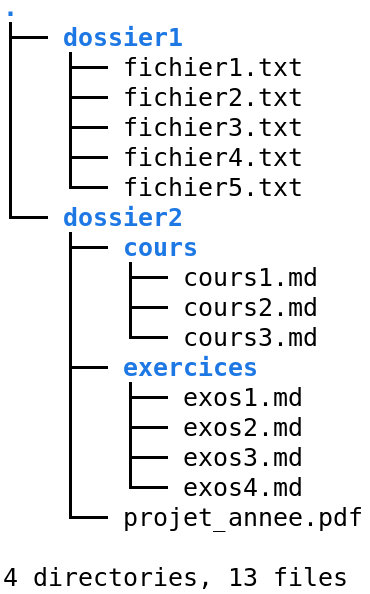 .
dossier1
fichier1.txt
fichier2.txt
fichier3.txt
fichier4.txt
fichier5.txt
dossier2
cours
cours1.md
cours2.md
cours3.md
exercices
exos1.md
exos2.md
exos3.md
exos4.md
projet_annee.pdf
4 directories, 13 files